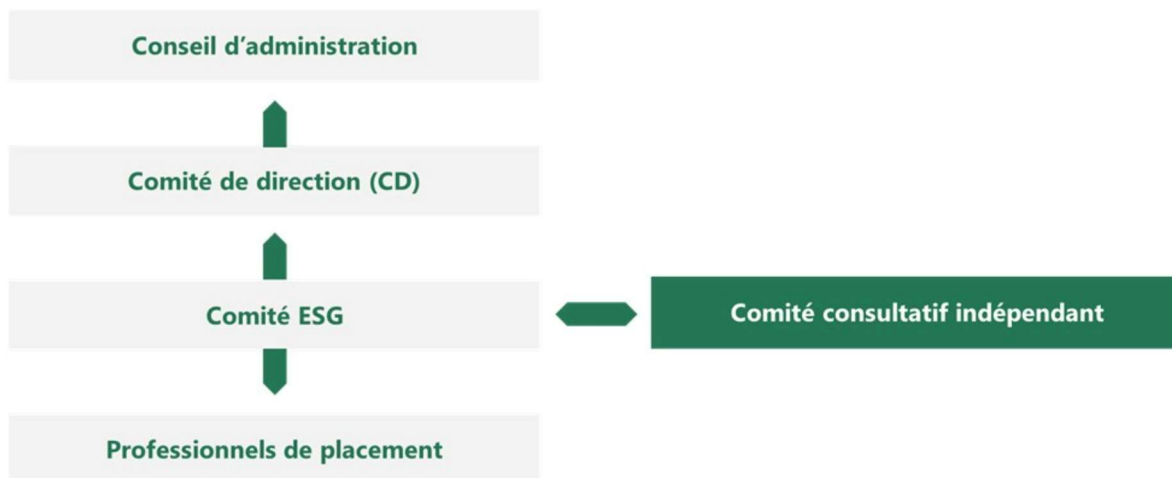 Conseil d’administration
Comité de direction (CD)
Comité ESG
Comité consultatif indépendant
Professionnels de placement